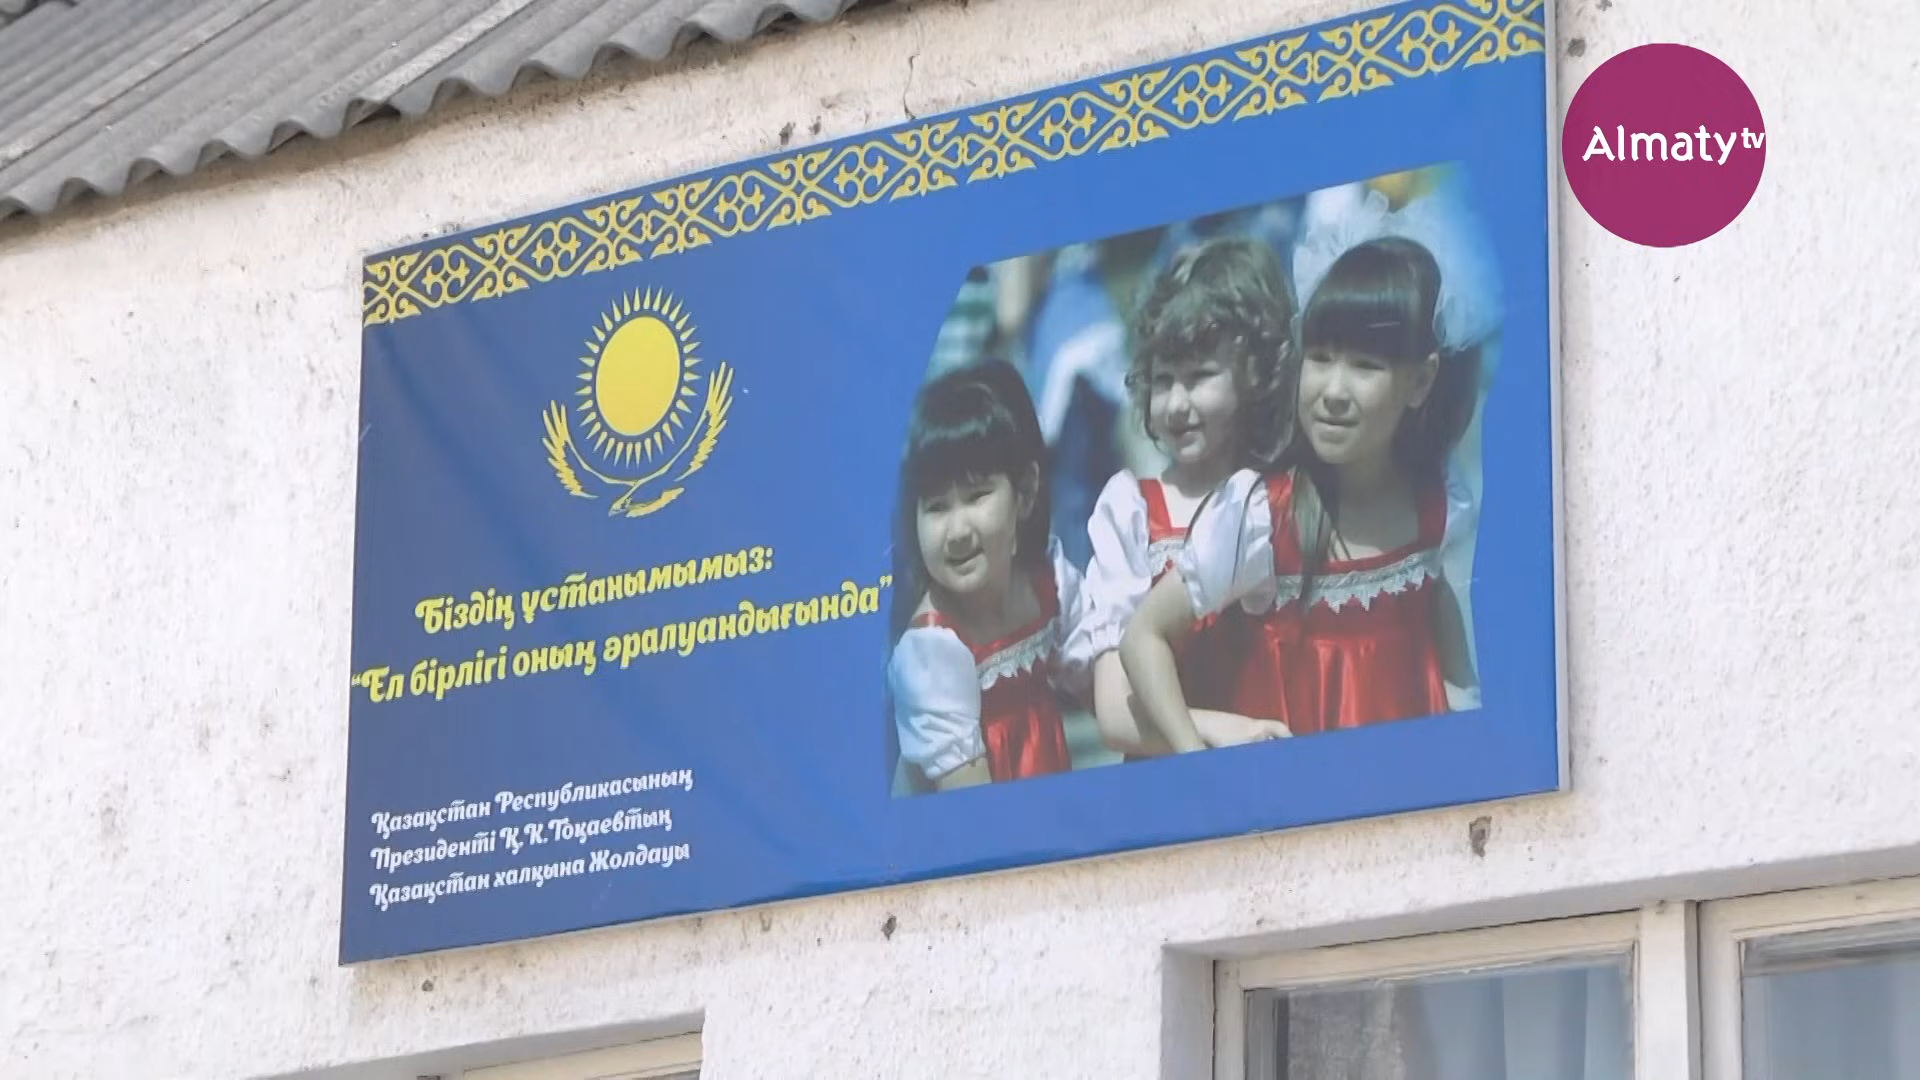 Almaty tv
Біздің ұстанымымыз:
“Ел бірлігі оның әралуандығында”
Қазақстан Республикасының
Президенті Қ.К.Тоқаевтың
Қазақстан халқына Жолдауы